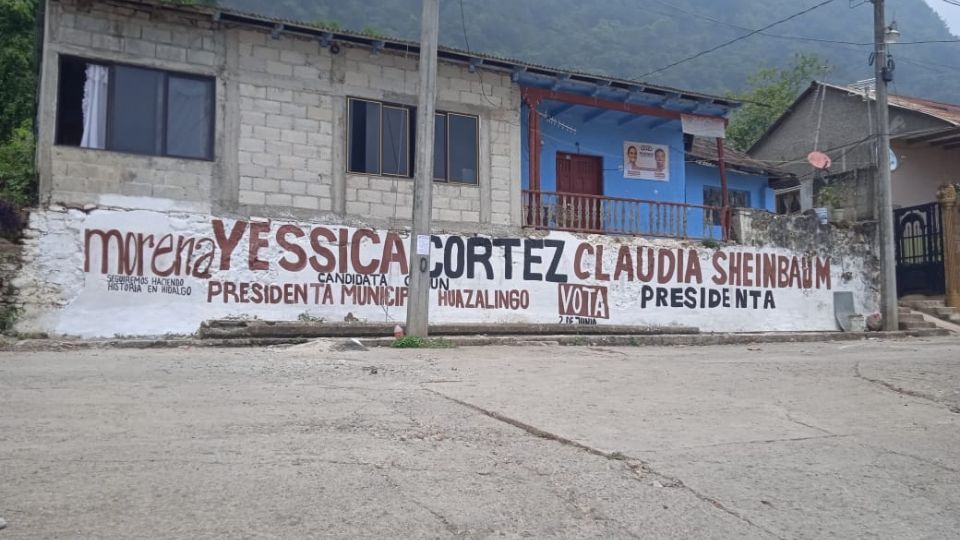 morena YESSICA CORTEZ CLAUDIA SHEINBAUM
SEGUIREMOS HACIENDO
HISTORIA EN HIDALGO
CANDIDATA UN
PRESIDENTA MUNICIP HUAZALINGO
VOTA
2 DE JUNIO
PRESIDENTA